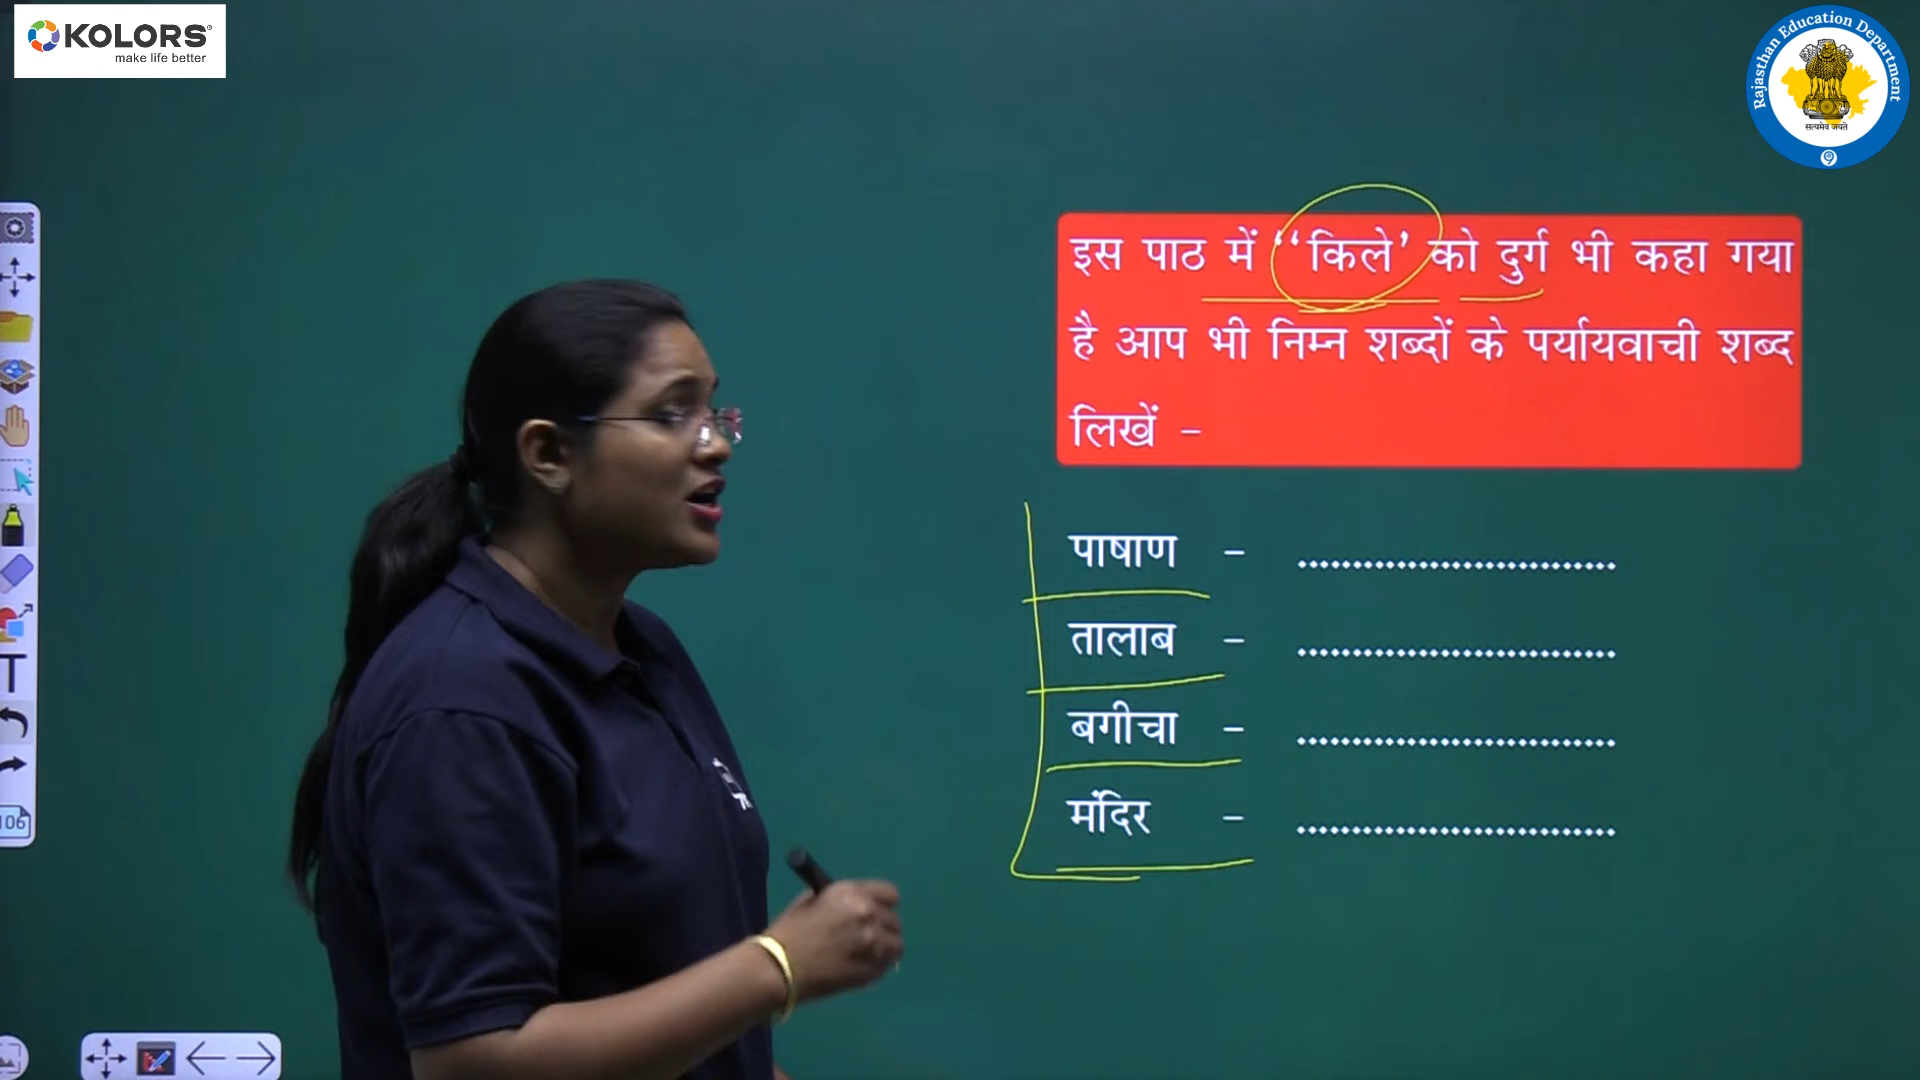 KOLORS
make life better
Rajasthan Education Department
सत्यमेव जयते
इस पाठ में ‘‘किले’ को दुर्ग भी कहा गया
है आप भी निम्न शब्दों के पर्यायवाची शब्द
लिखें -
पाषाण - ........................
तालाब - ........................
बगीचा - ........................
मंदिर - ........................
T
106